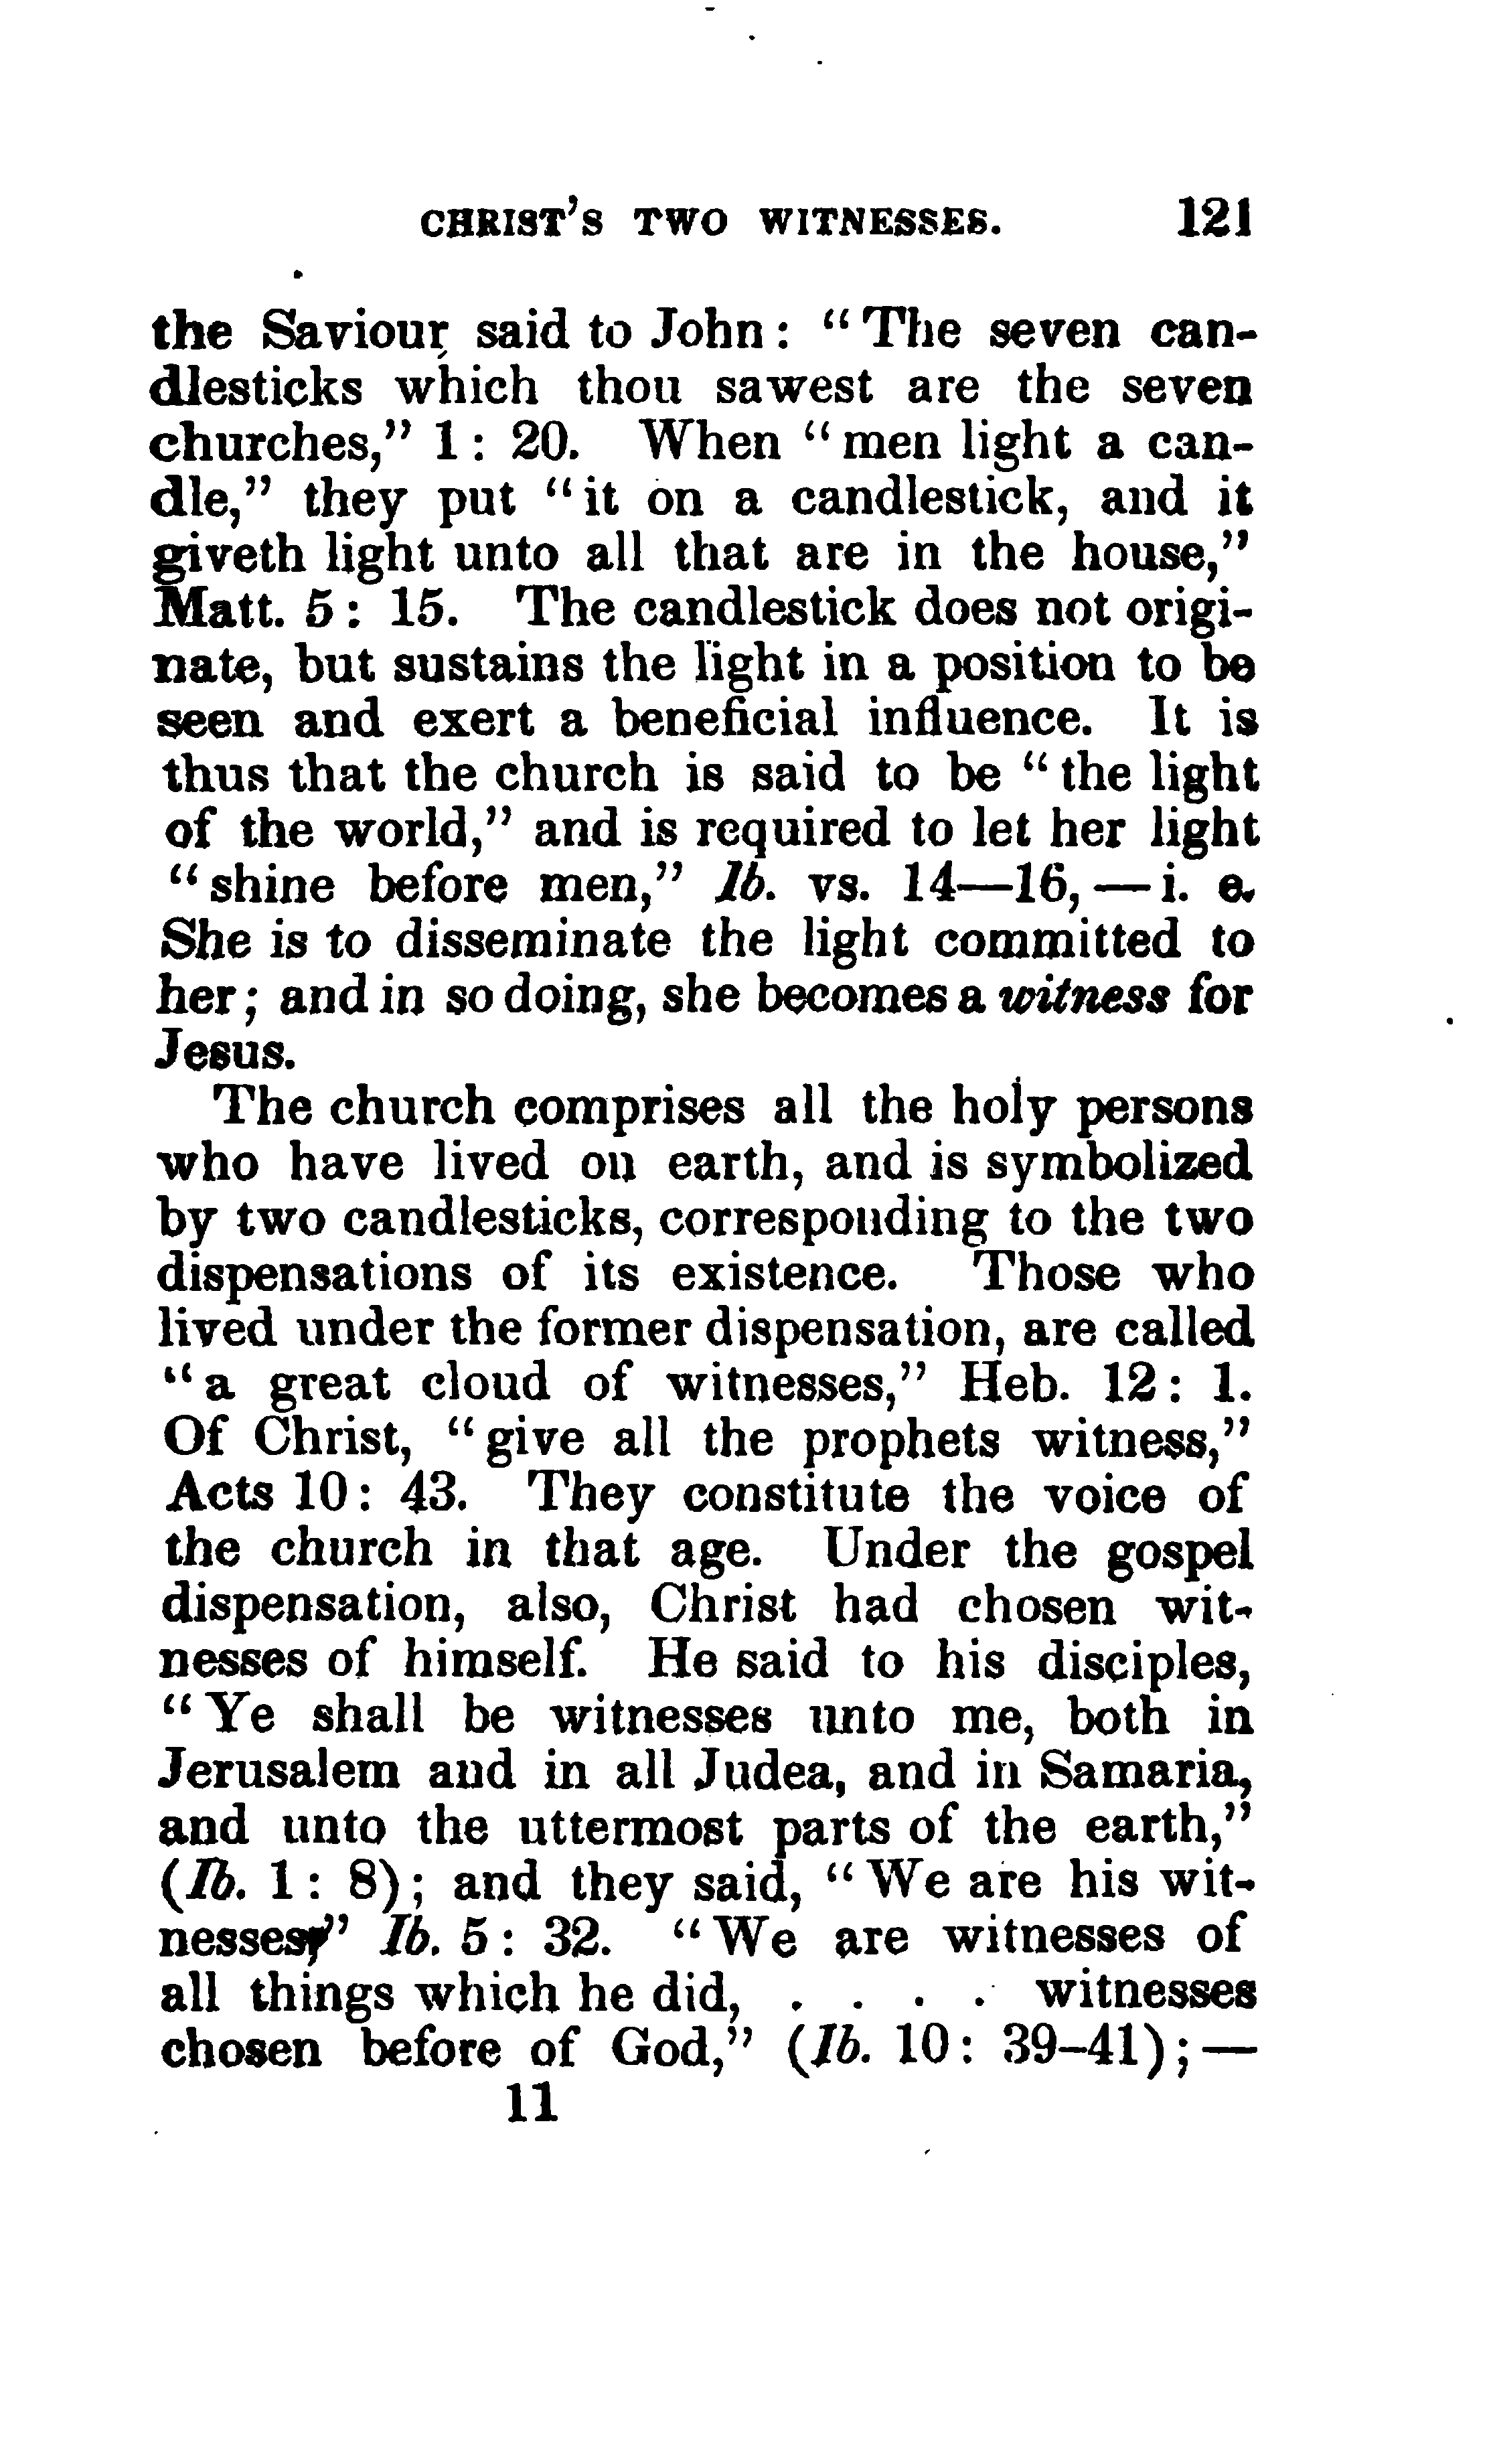 CHRIST'S TWO WITNESSES. 121
the Saviour said to John: "The seven can-
dlesticks which thou sawest are the seven
churches," 1: 20. When "men light a can-
dle," they put "it on a candlestick, and it
giveth light unto all that are in the house,"
Matt. 5: 15. The candlestick does not origi-
nate, but sustains the light in a position to be
seen and exert a beneficial influence. It is
thus that the church is said to be "the light
of the world," and is required to let her light
"shine before men," Ib. vs. 14—16,—i. e.
She is to disseminate the light committed to
her; and in so doing, she becomes a witness for
Jesus.
The church comprises all the holy persons
who have lived on earth, and is symbolized
by two candlesticks, corresponding to the two
dispensations of its existence. Those who
lived under the former dispensation, are called
"a great cloud of witnesses," Heb. 12: 1.
Of Christ, "give all the prophets witness,"
Acts 10: 43. They constitute the voice of
the church in that age. Under the gospel
dispensation, also, Christ had chosen wit-
nesses of himself. He said to his disciples,
"Ye shall be witnesses unto me, both in
Jerusalem and in all Judea, and in Samaria,
and unto the uttermost parts of the earth,"
(Ib. 1: 8); and they said, "We are his wit-
nesses," Ib. 5: 32. "We are witnesses of
all things which he did, . . . . witnesses
chosen before of God," (Ib. 10: 39–41);—
11